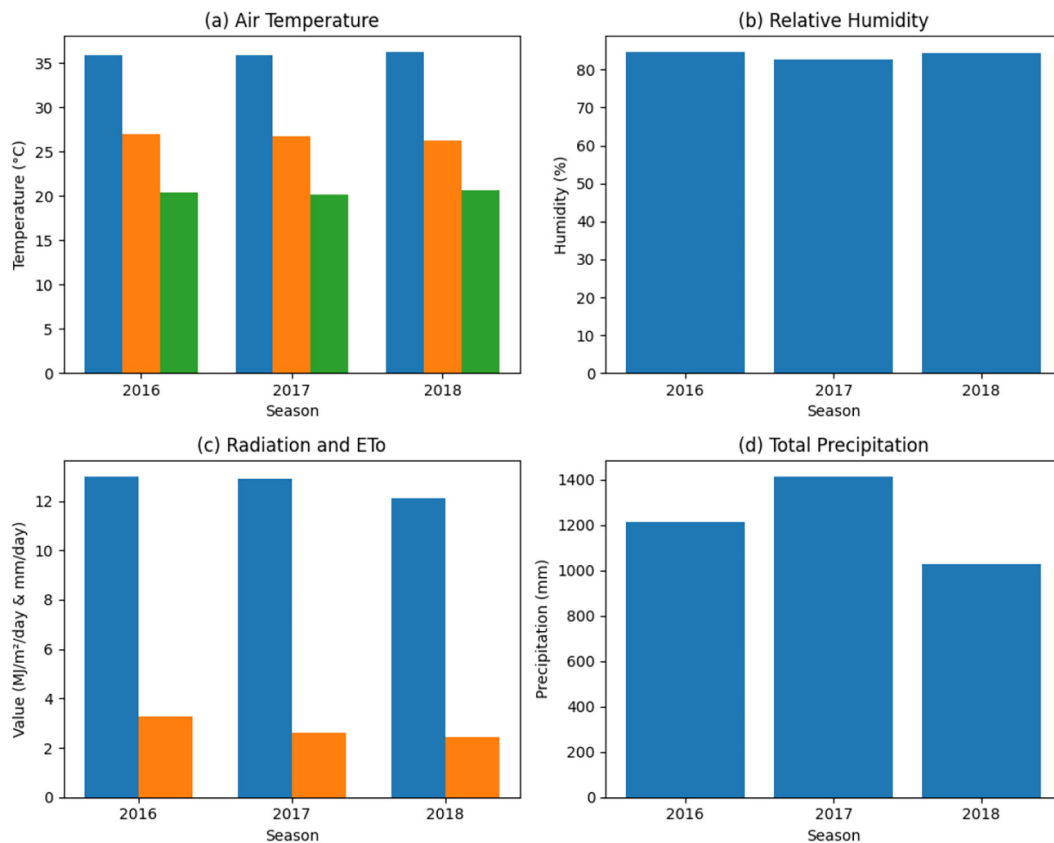 (a) Air Temperature
Temperature (°C)
35
30
25
20
15
10
5
0
2016 2017 2018
Season
(b) Relative Humidity
Humidity (%)
80
70
60
50
40
30
20
10
0
2016 2017 2018
Season
(c) Radiation and ETo
Value (MJ/m²/day & mm/day)
12
10
8
6
4
2
0
2016 2017 2018
Season
(d) Total Precipitation
Precipitation (mm)
1400
1200
1000
800
600
400
200
0
2016 2017 2018
Season